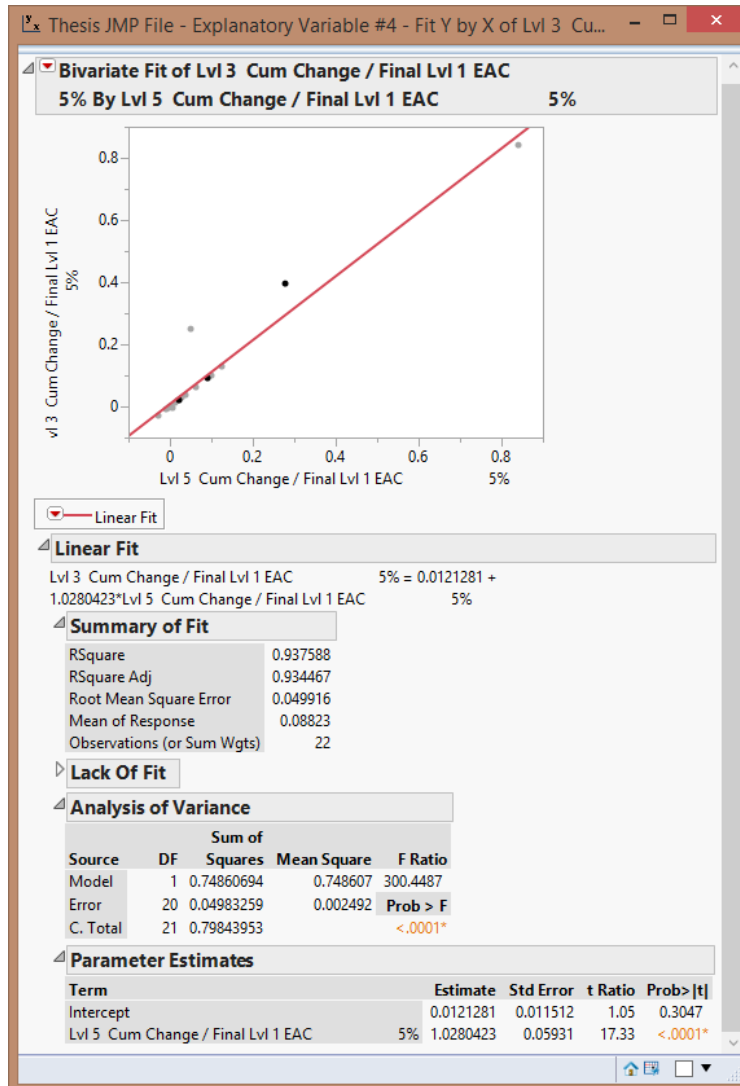 Thesis JMP File - Explanatory Variable #4 - Fit Y by X of Lvl 3 Cu...
Bivariate Fit of Lvl 3 Cum Change / Final Lvl 1 EAC
5% By Lvl 5 Cum Change / Final Lvl 1 EAC 5%
vl 3 Cum Change / Final Lvl 1 EAC
5%
0.8
0.6
0.4
0.2
0
0 0.2 0.4 0.6 0.8
Lvl 5 Cum Change / Final Lvl 1 EAC 5%
Linear Fit
Linear Fit
Lvl 3 Cum Change / Final Lvl 1 EAC 5% = 0.0121281 +
1.0280423*Lvl 5 Cum Change / Final Lvl 1 EAC 5%
Summary of Fit
RSquare 0.937588
RSquare Adj 0.934467
Root Mean Square Error 0.049916
Mean of Response 0.08823
Observations (or Sum Wgts) 22
Lack Of Fit
Analysis of Variance
Sum of
Source DF Squares Mean Square F Ratio
Model 1 0.74860694 0.748607 300.4487
Error 20 0.04983259 0.002492 Prob > F
C. Total 21 0.79843953 <.0001*
Parameter Estimates
Term Estimate Std Error t Ratio Prob>|t|
Intercept 0.0121281 0.011512 1.05 0.3047
Lvl 5 Cum Change / Final Lvl 1 EAC 5% 1.0280423 0.05931 17.33 <.0001*